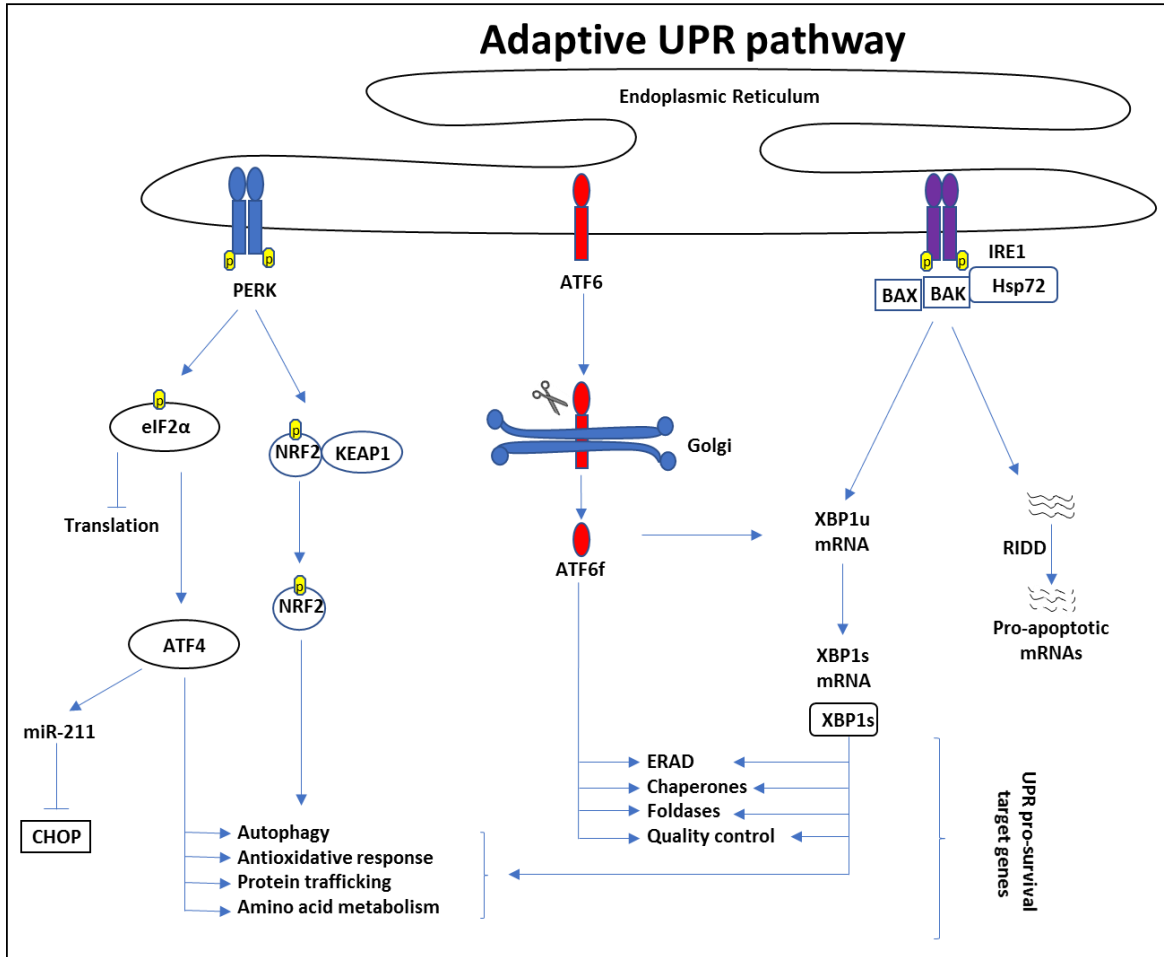 Adaptive UPR pathway
Endoplasmic Reticulum
p
p
PERK
ATF6
p
p
IRE1
BAX
BAK
Hsp72
p
eIF2α
p
NRF2
KEAP1
Golgi
Translation
XBP1u
mRNA
RIDD
ATF6f
p
NRF2
Pro-apoptotic
mRNAs
ATF4
XBP1s
mRNA
miR-211
XBP1s
CHOP
ERAD
Chaperones
Foldases
Quality control
Autophagy
Antioxidative response
Protein trafficking
Amino acid metabolism
UPR pro-survival
target genes